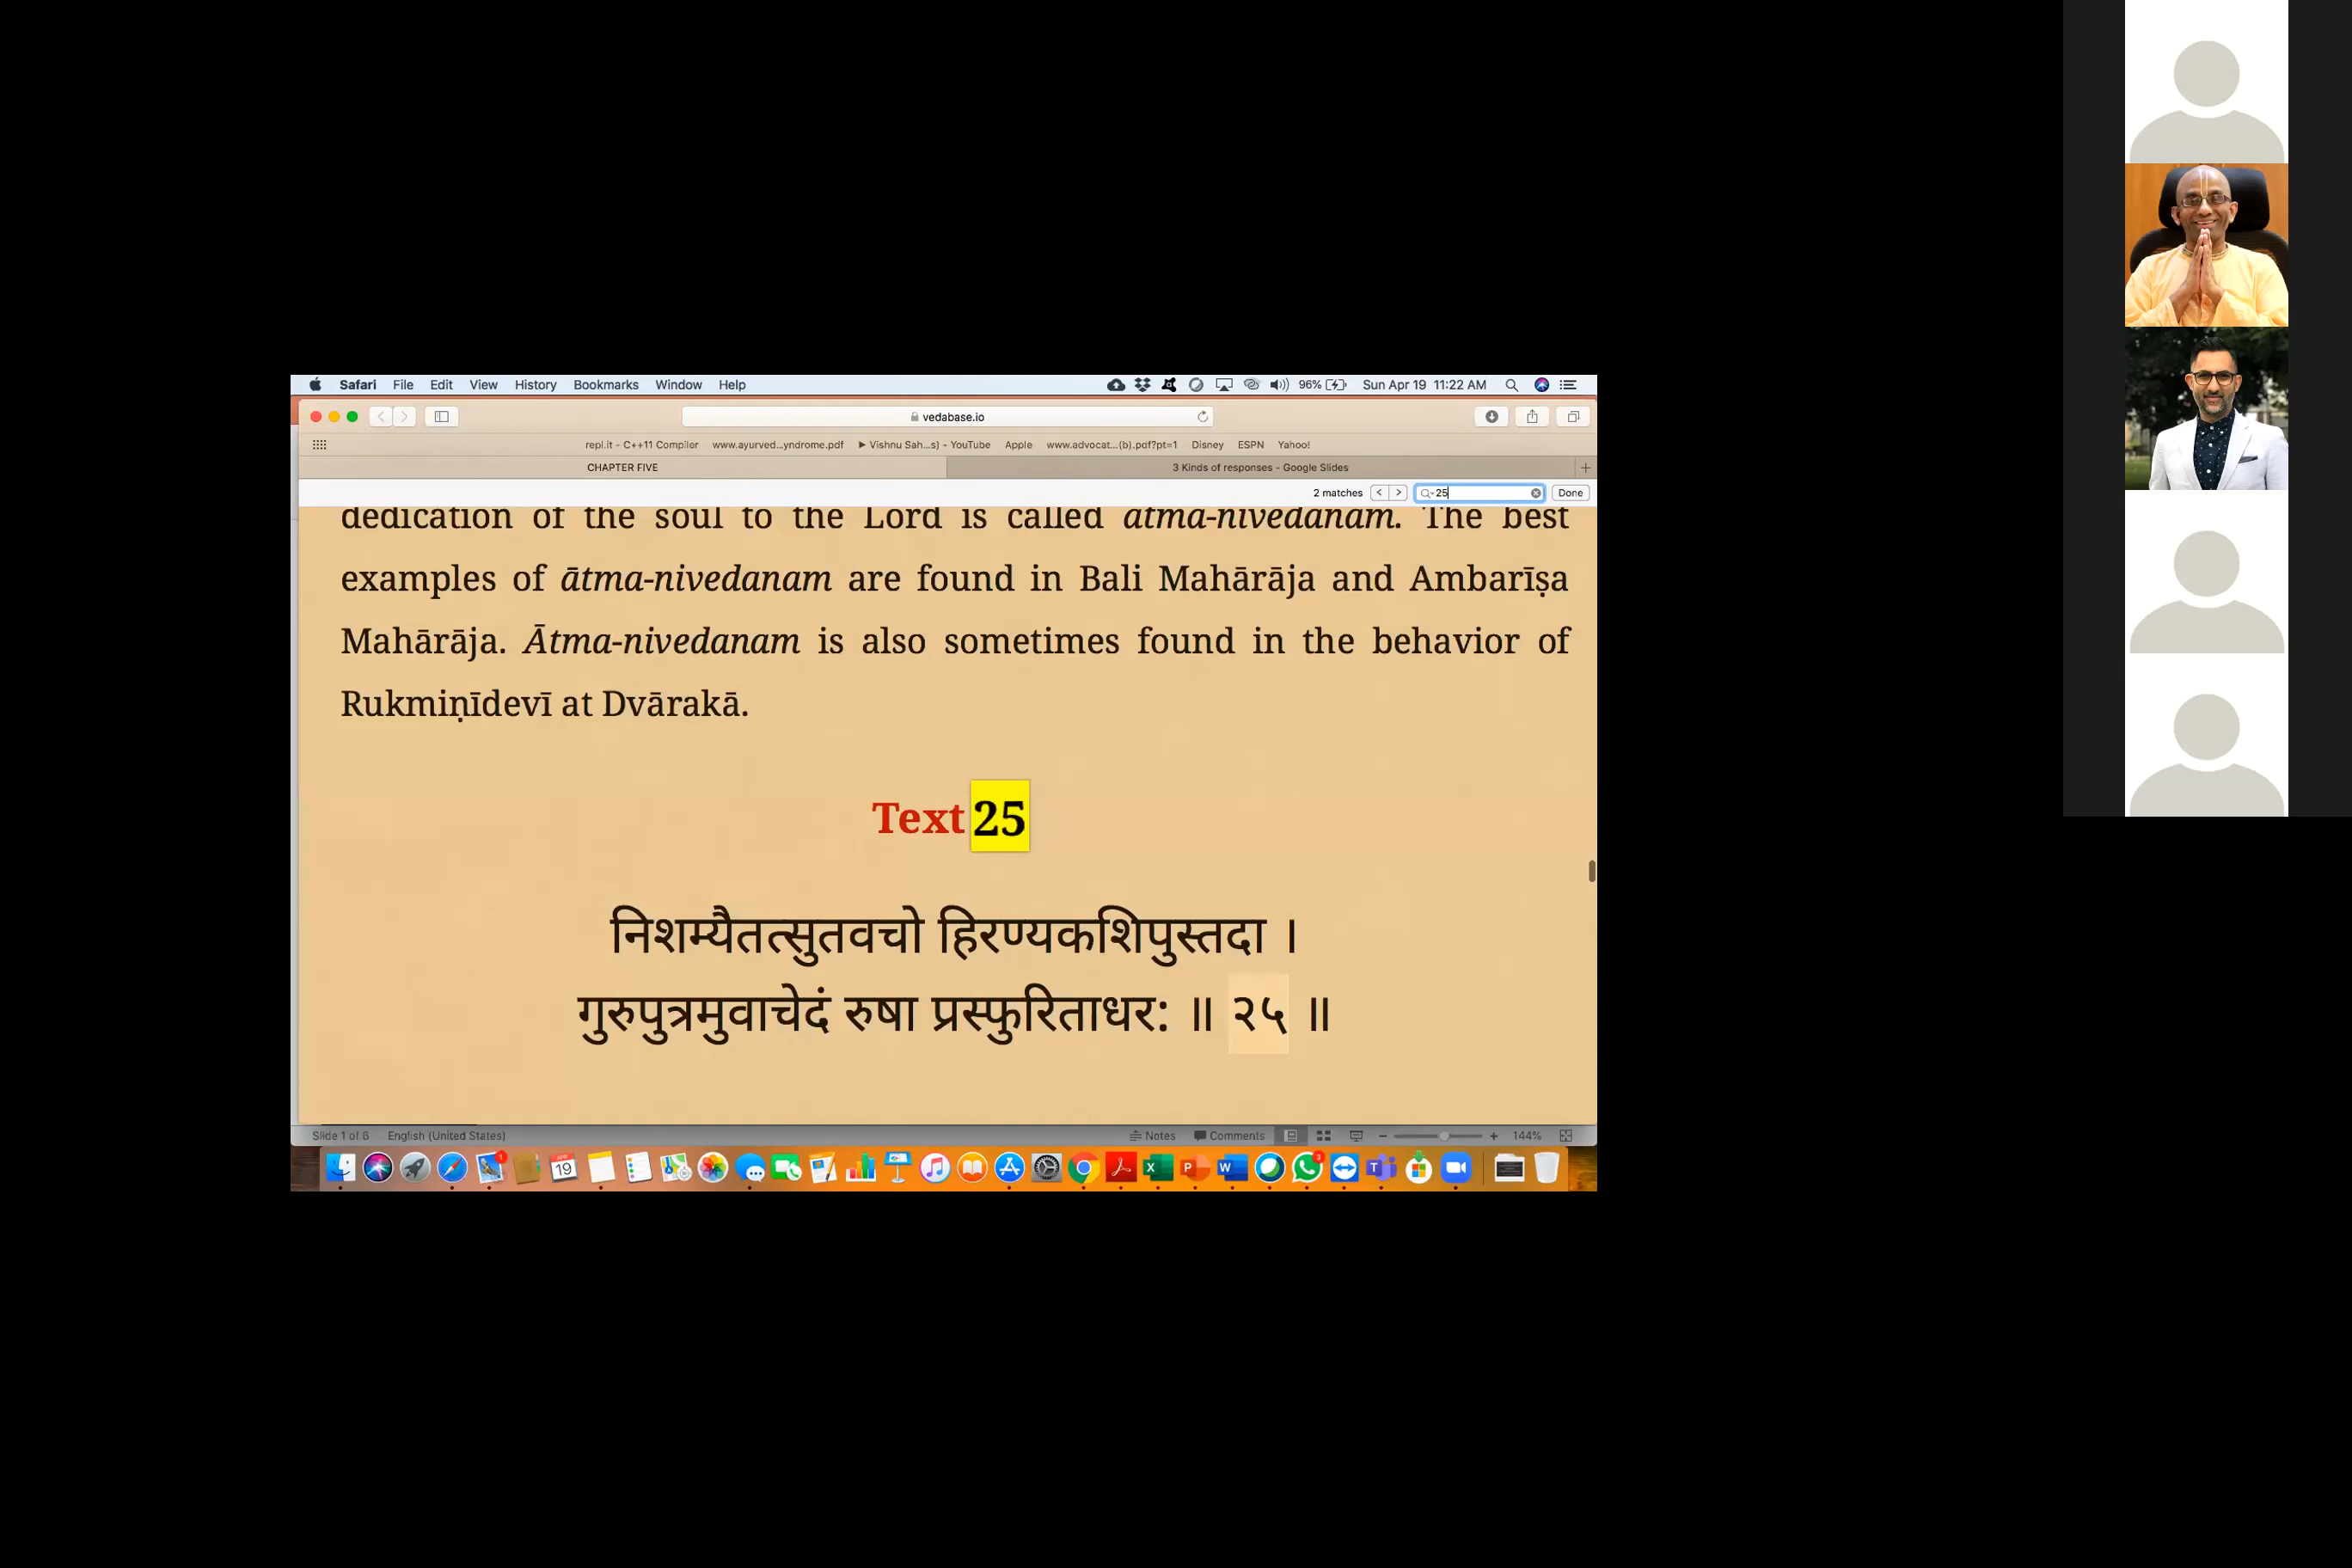 Safari File Edit View History Bookmarks Window Help 96% Sun Apr 19 11:22 AM
vedabase.io
repl.it - C++11 Compiler www.ayurved...yndrome.pdf ▶ Vishnu Sah...s) - YouTube Apple www.advocat...(b).pdf?pt=1 Disney ESPN Yahoo!
CHAPTER FIVE 3 Kinds of responses - Google Slides
2 matches 25 Done
dedication of the soul to the Lord is called ātma-nivedanam. The best
examples of ātma-nivedanam are found in Bali Mahārāja and Ambarīṣa
Mahārāja. Ātma-nivedanam is also sometimes found in the behavior of
Rukmiṇīdevī at Dvārakā.
Text 25
निशम्यैतत्सुतवचो हिरण्यकशिपुस्तदा ।
गुरुपुत्रमुवाचेदं रुषा प्रस्फुरिताधर: ॥ २५ ॥
Slide 1 of 6 English (United States) Notes Comments 144%
1 19 3